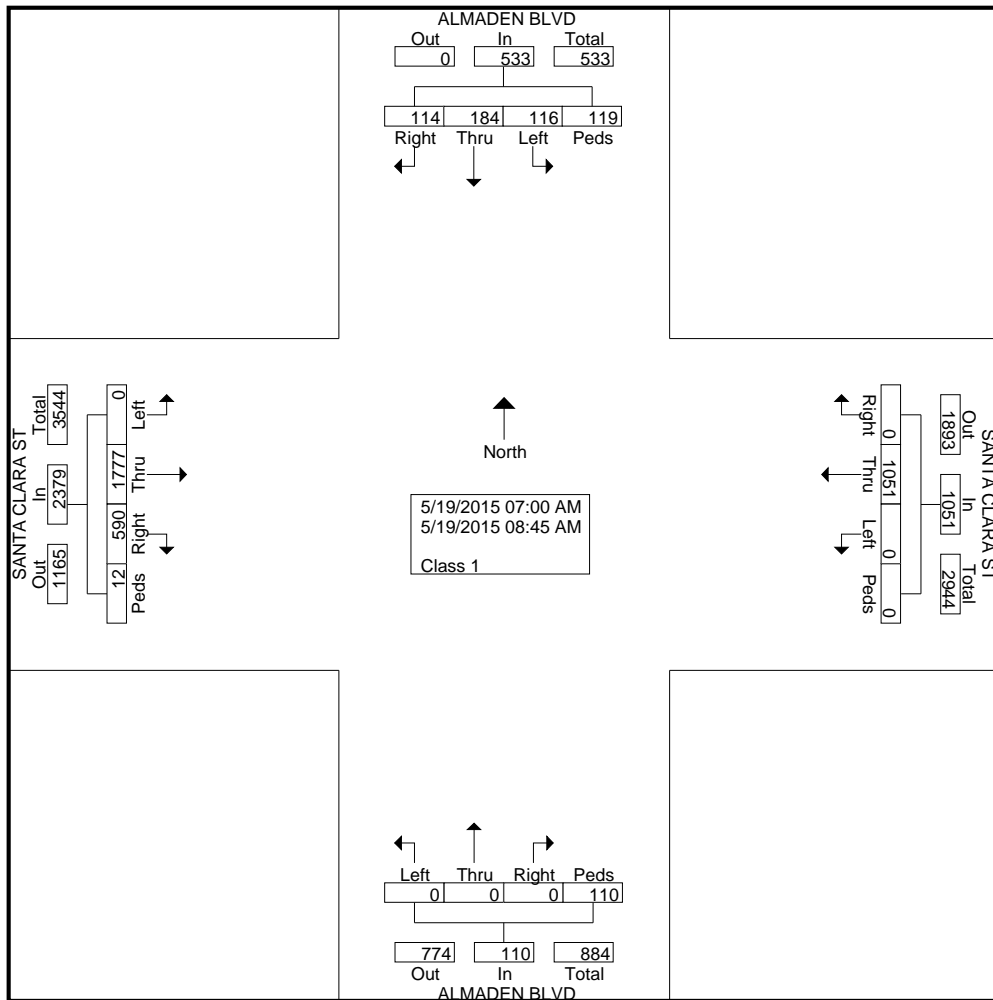 ALMADEN BLVD
Out In Total
0 533 533
114 184 116 119
Right Thru Left Peds
SANTA CLARA ST
Total In Out
3544 2379 1165
0 1777 590 12
Left Thru Right Peds
North
5/19/2015 07:00 AM
5/19/2015 08:45 AM
Class 1
Right Thru Left Peds
0 1051 0 0
1893 1051 2944
Out In Total
SANTA CLARA ST
Left Thru Right Peds
0 0 0 110
774 110 884
Out In Total
ALMADEN BLVD